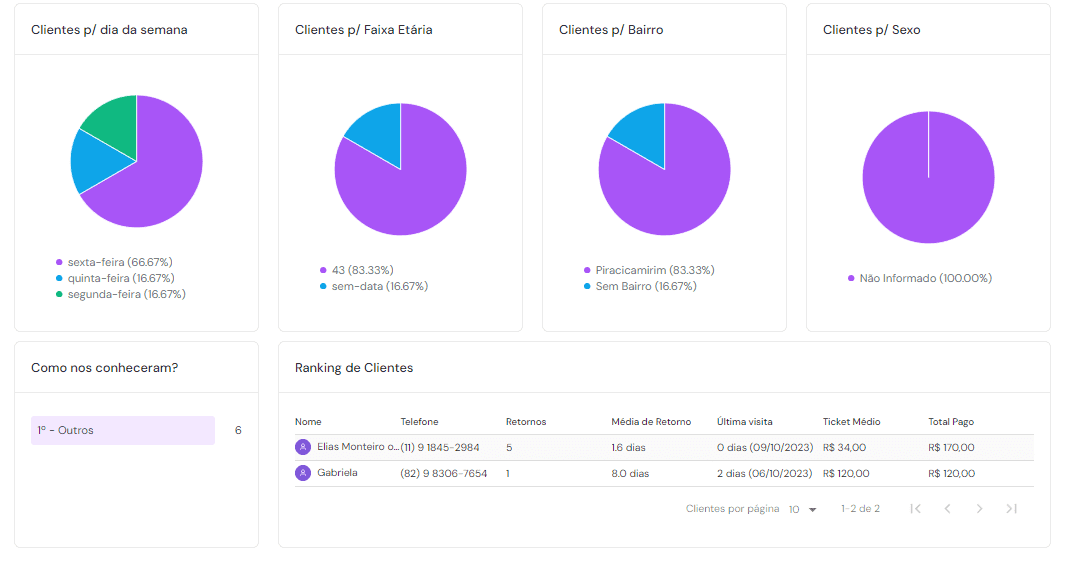 Clientes p/ dia da semana
Clientes p/ Faixa Etária
Clientes p/ Bairro
Clientes p/ Sexo
sexta-feira (66.67%)
quinta-feira (16.67%)
segunda-feira (16.67%)
43 (83.33%)
sem-data (16.67%)
Piracicamirim (83.33%)
Sem Bairro (16.67%)
Não Informado (100.00%)
Como nos conheceram?
1º - Outros 6
Ranking de Clientes
Nome Telefone Retornos Média de Retorno Última visita Ticket Médio Total Pago
Elias Monteiro o... (11) 9 1845-2984 5 1.6 dias 0 dias (09/10/2023) R$ 34,00 R$ 170,00
Gabriela (82) 9 8306-7654 1 8.0 dias 2 dias (06/10/2023) R$ 120,00 R$ 120,00
Clientes por página 10 1-2 de 2